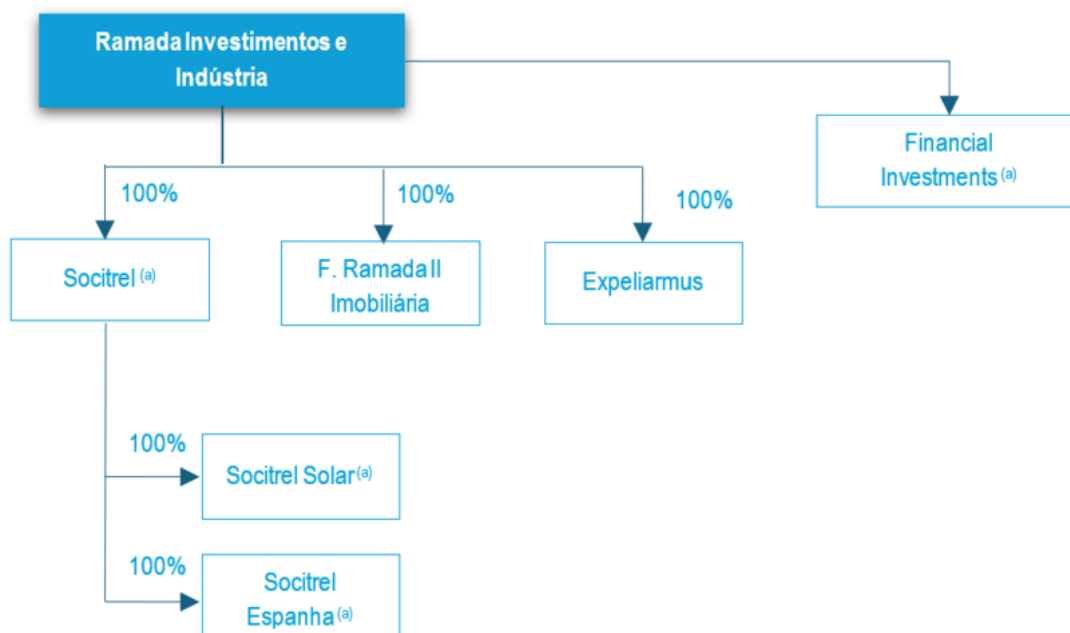 Ramada Investimentos e
Indústria
Financial
Investments (a)
100%
100%
100%
Socitrel (a)
F. Ramada II
Imobiliária
Expeliarmus
100%
Socitrel Solar (a)
100%
Socitrel
Espanha (a)